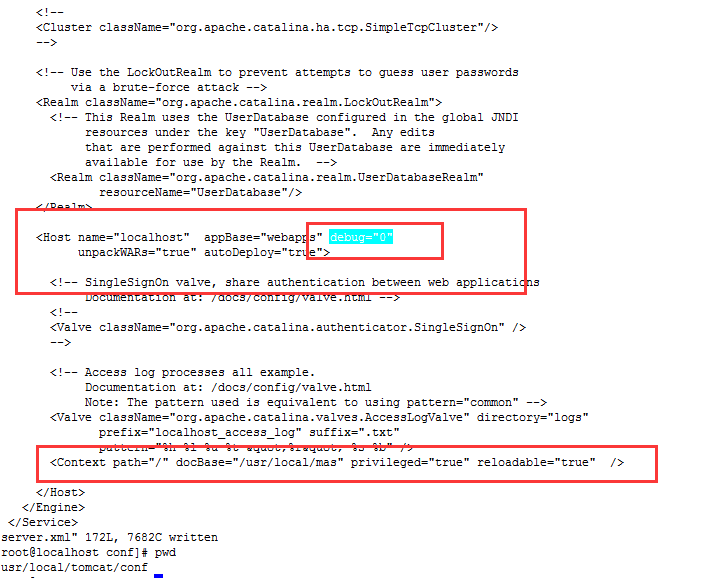 <!--
<Cluster className="org.apache.catalina.ha.tcp.SimpleTcpCluster"/>
-->
<!-- Use the LockOutRealm to prevent attempts to guess user passwords
via a brute-force attack -->
<Realm className="org.apache.catalina.realm.LockOutRealm">
<!-- This Realm uses the UserDatabase configured in the global JNDI
resources under the key "UserDatabase".  Any edits
that are performed against this UserDatabase are immediately
available for use by the Realm.  -->
<Realm className="org.apache.catalina.realm.UserDatabaseRealm"
resourceName="UserDatabase"/>
</Realm>
<Host name="localhost"  appBase="webapps" debug="0"
unpackWARs="true" autoDeploy="true">
<!-- SingleSignOn valve, share authentication between web applications
Documentation at: /docs/config/valve.html -->
<!--
<Valve className="org.apache.catalina.authenticator.SingleSignOn" />
-->
<!-- Access log processes all example.
Documentation at: /docs/config/valve.html
Note: The pattern used is equivalent to using pattern="common" -->
<Valve className="org.apache.catalina.valves.AccessLogValve" directory="logs"
prefix="localhost_access_log" suffix=".txt"
pattern="%h %l %u %t &quot;%r&quot; %s %b" />
<Context path="/" docBase="/usr/local/mas" privileged="true" reloadable="true"  />
</Host>
</Engine>
</Service>
server.xml" 172L, 7682C written
root@localhost conf]# pwd
usr/local/tomcat/conf